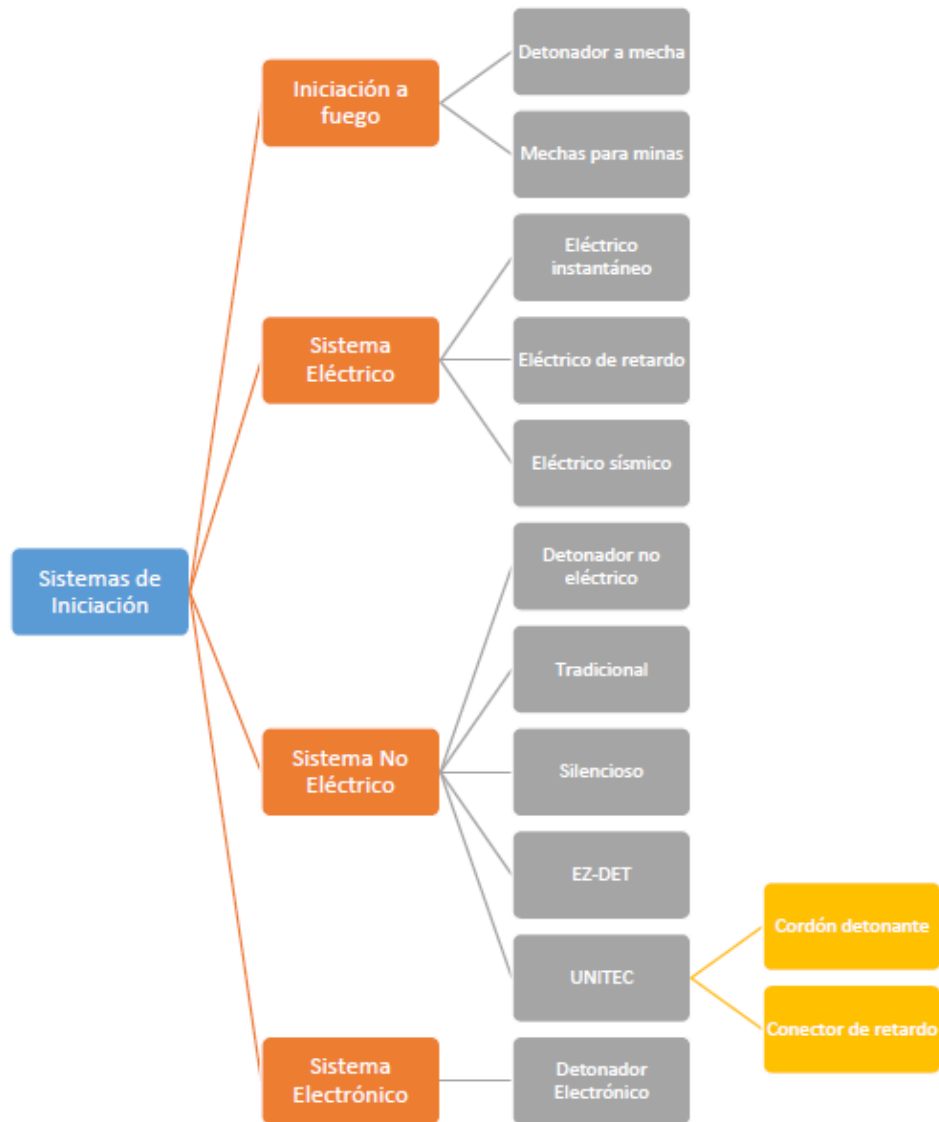 Sistemas de
Iniciación
Iniciación a
fuego
Detonador a mecha
Mechas para minas
Sistema
Eléctrico
Eléctrico
instantáneo
Eléctrico de retardo
Eléctrico sísmico
Sistema No
Eléctrico
Detonador no
eléctrico
Tradicional
Silencioso
EZ-DET
UNITEC
Cordón detonante
Conector de retardo
Sistema
Electrónico
Detonador
Electrónico